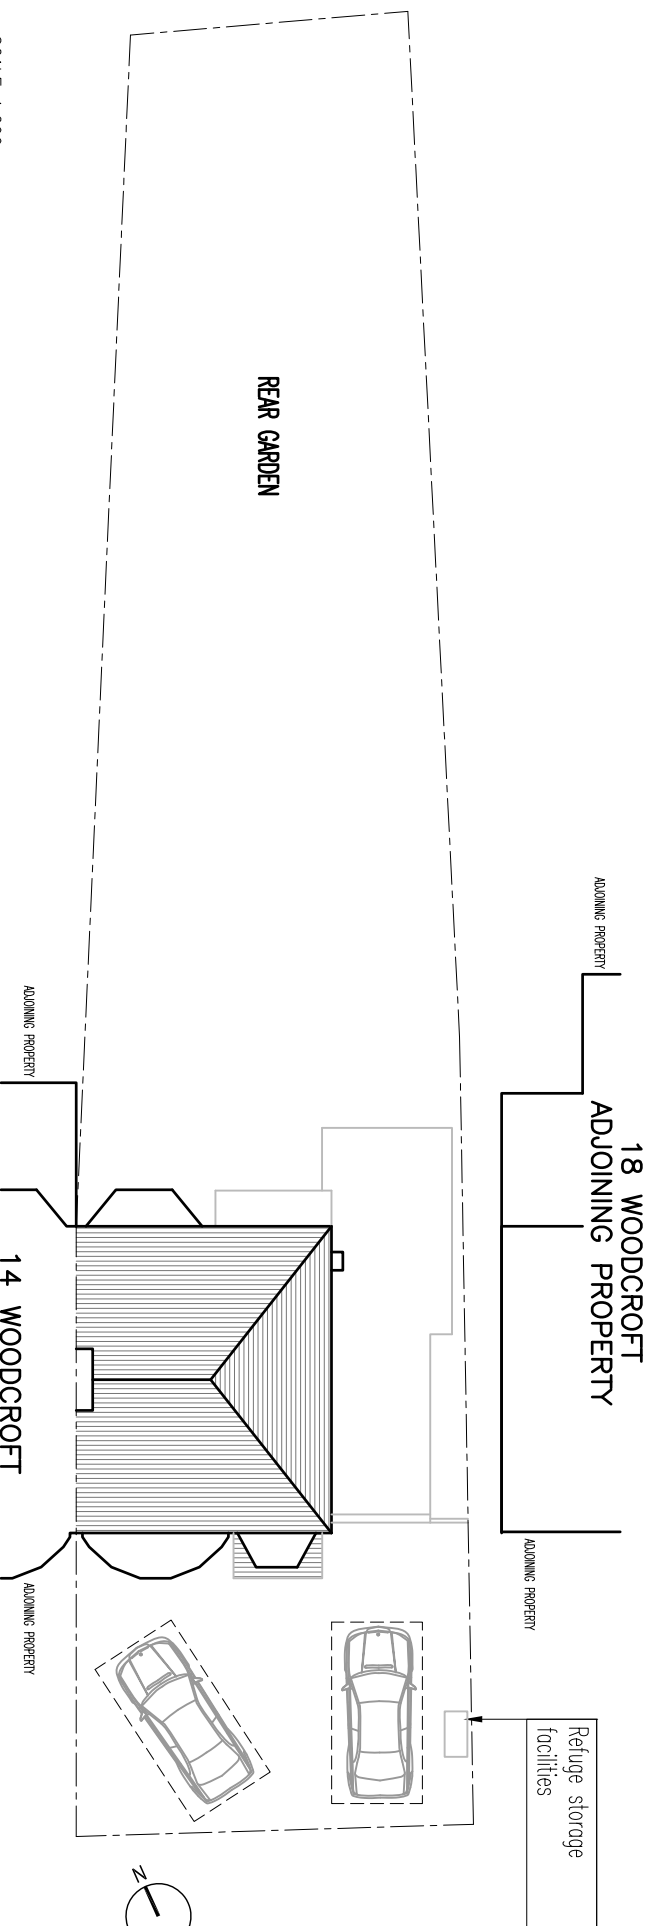 REAR GARDEN
ADJOINING PROPERTY
18 WOODCROFT
ADJOINING PROPERTY
ADJOINING PROPERTY
14 WOODCROFT
ADJOINING PROPERTY
ADJOINING PROPERTY
Refuge storage
facilities
N